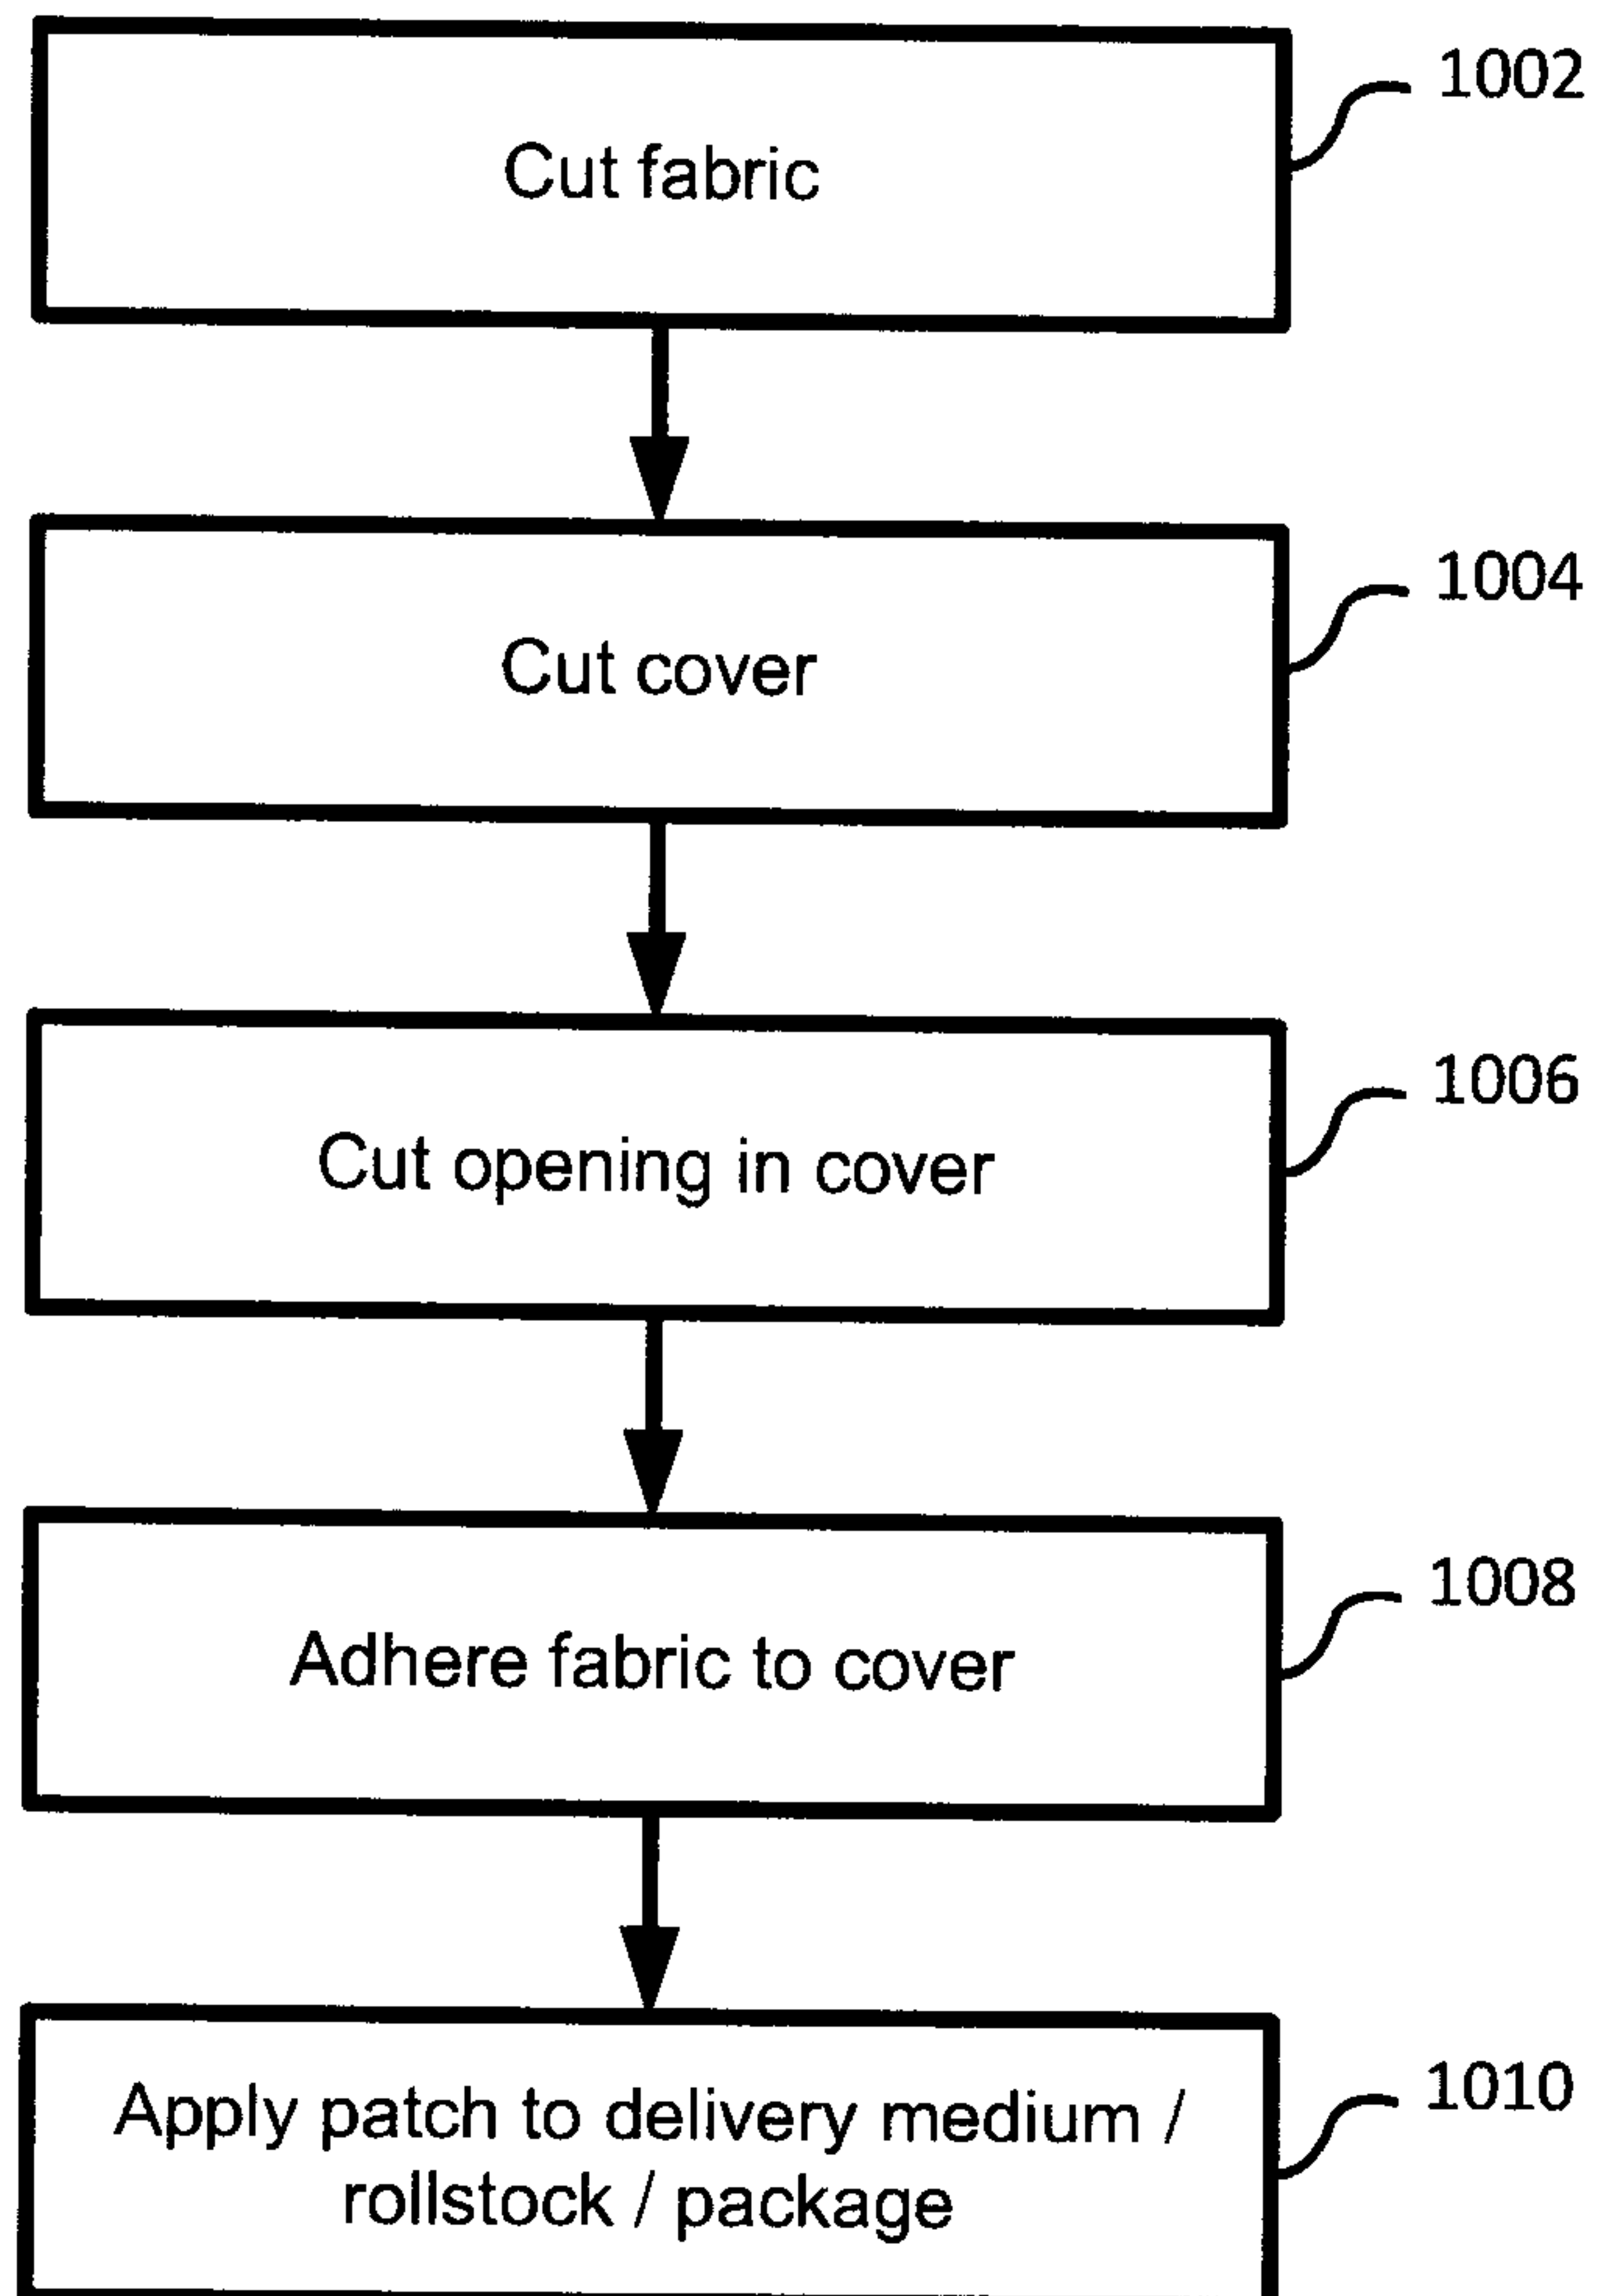 Cut fabric
1002
Cut cover
1004
Cut opening in cover
1006
Adhere fabric to cover
1008
Apply patch to delivery medium /
rollstock / package
1010